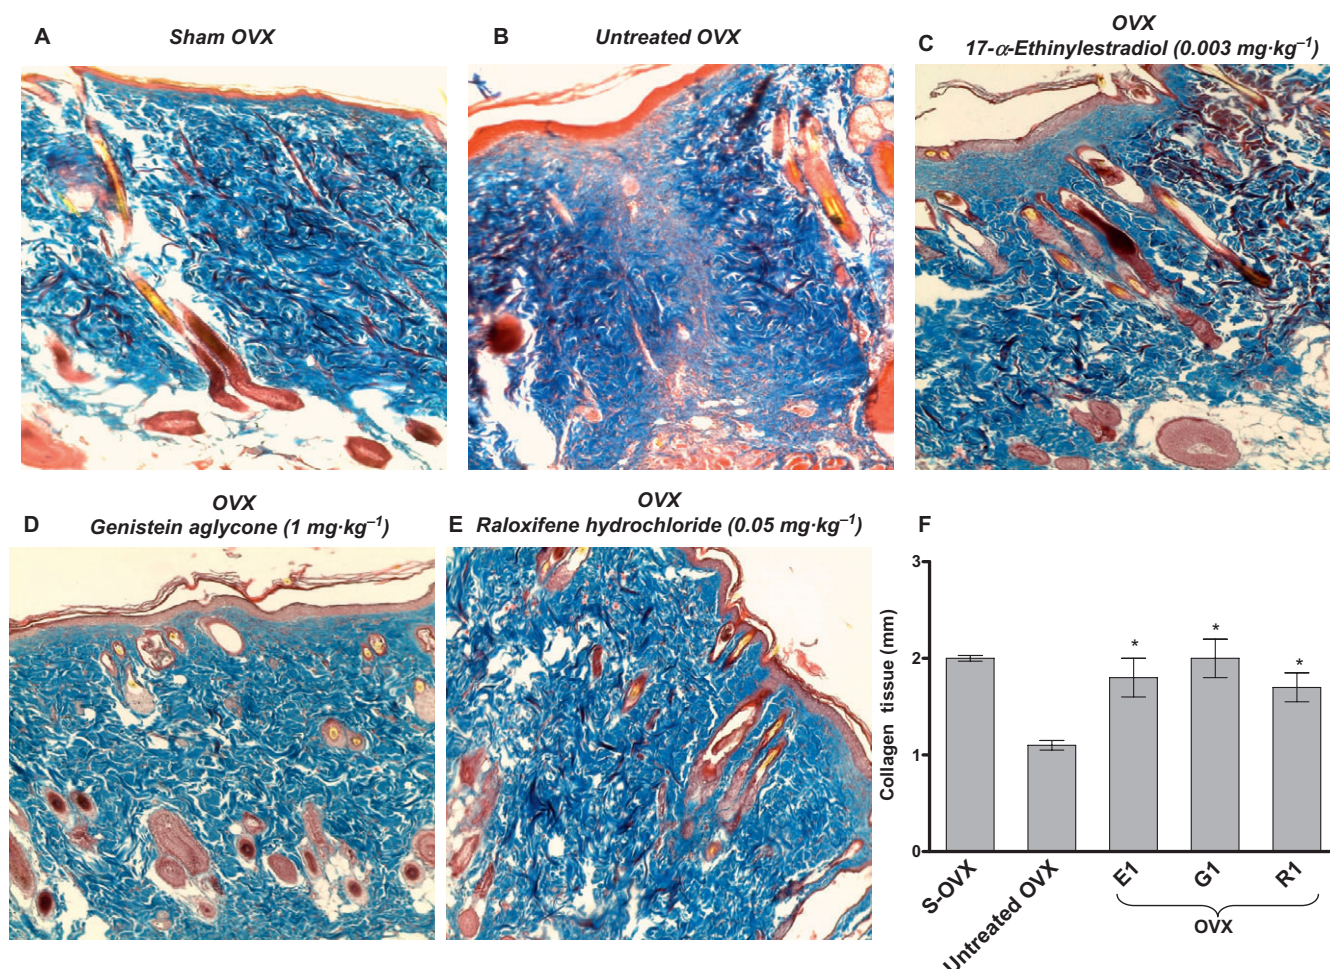 A
Sham OVX
B
Untreated OVX
C
OVX
17-α-Ethinylestradiol (0.003 mg·kg⁻¹)
D
OVX
Genistein aglycone (1 mg·kg⁻¹)
E
OVX
Raloxifene hydrochloride (0.05 mg·kg⁻¹)
F
Collagen tissue (mm)
3
2
1
0
*
*
*
S-OVX
Untreated OVX
E1
G1
R1
OVX